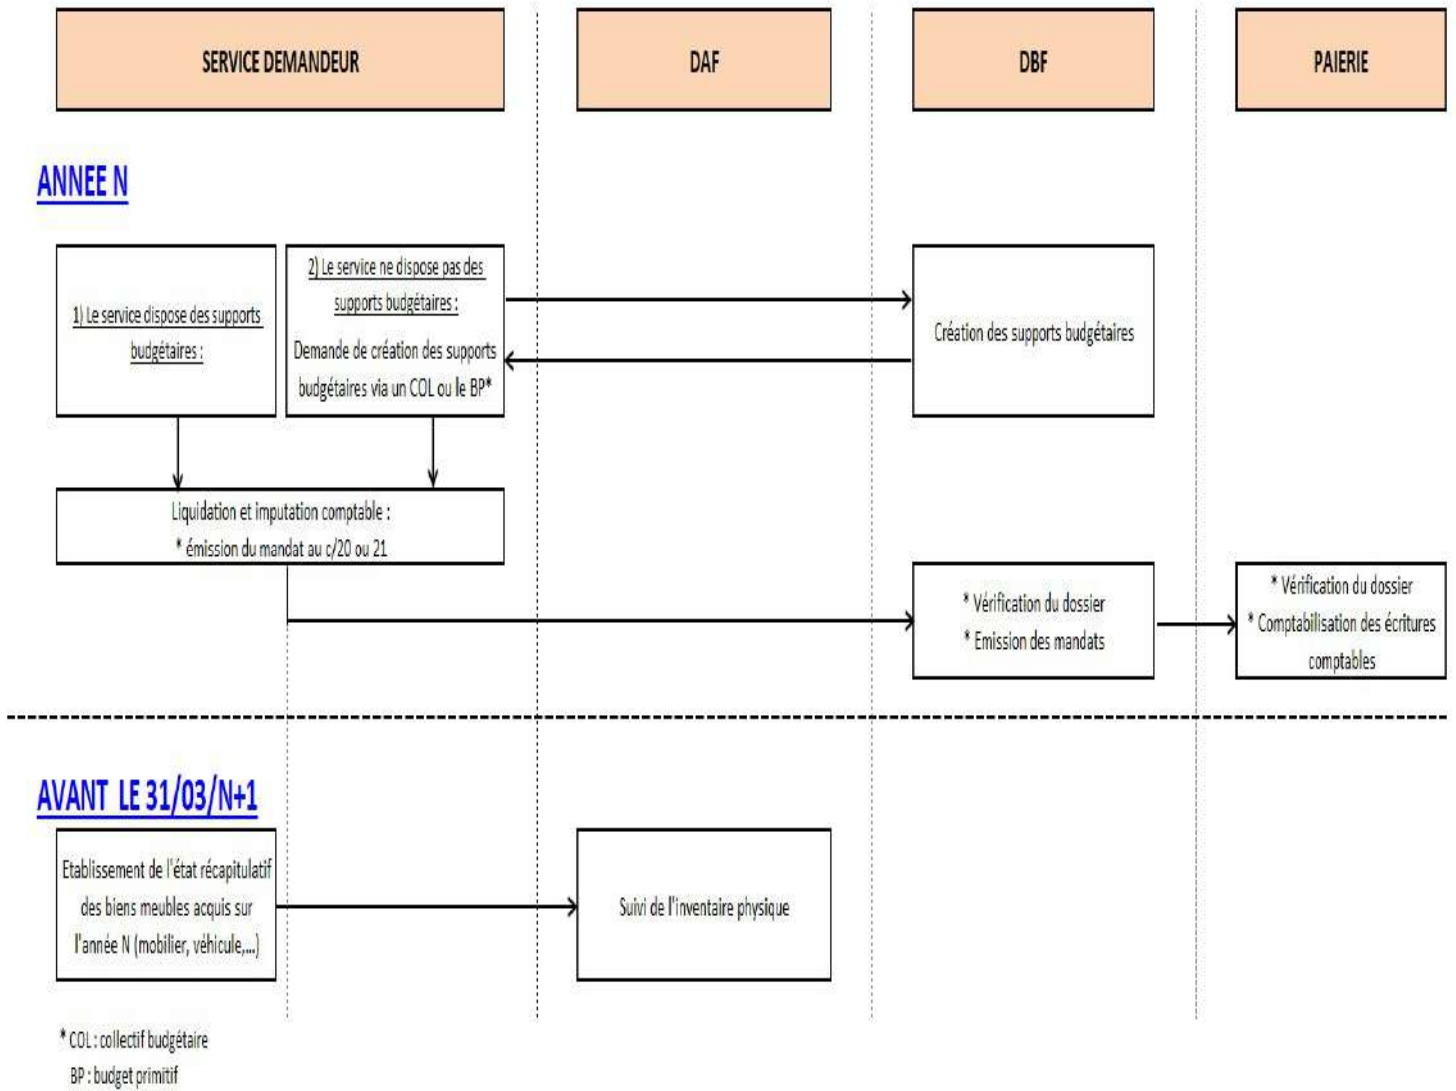 SERVICE DEMANDEUR
DAF
DBF
PAIERIE
ANNEE N
1) Le service dispose des supports
budgétaires :
2) Le service ne dispose pas des
supports budgétaires :
Demande de création des supports
budgétaires via un COL ou le BP*
Création des supports budgétaires
Liquidation et imputation comptable :
* émission du mandat au c/20 ou 21
* Vérification du dossier
* Emission des mandats
* Vérification du dossier
* Comptabilisation des écritures
comptables
AVANT LE 31/03/N+1
Etablissement de l'état récapitulatif
des biens meubles acquis sur
l'année N (mobilier, véhicule,...)
Suivi de l'inventaire physique
* COL : collectif budgétaire
BP : budget primitif